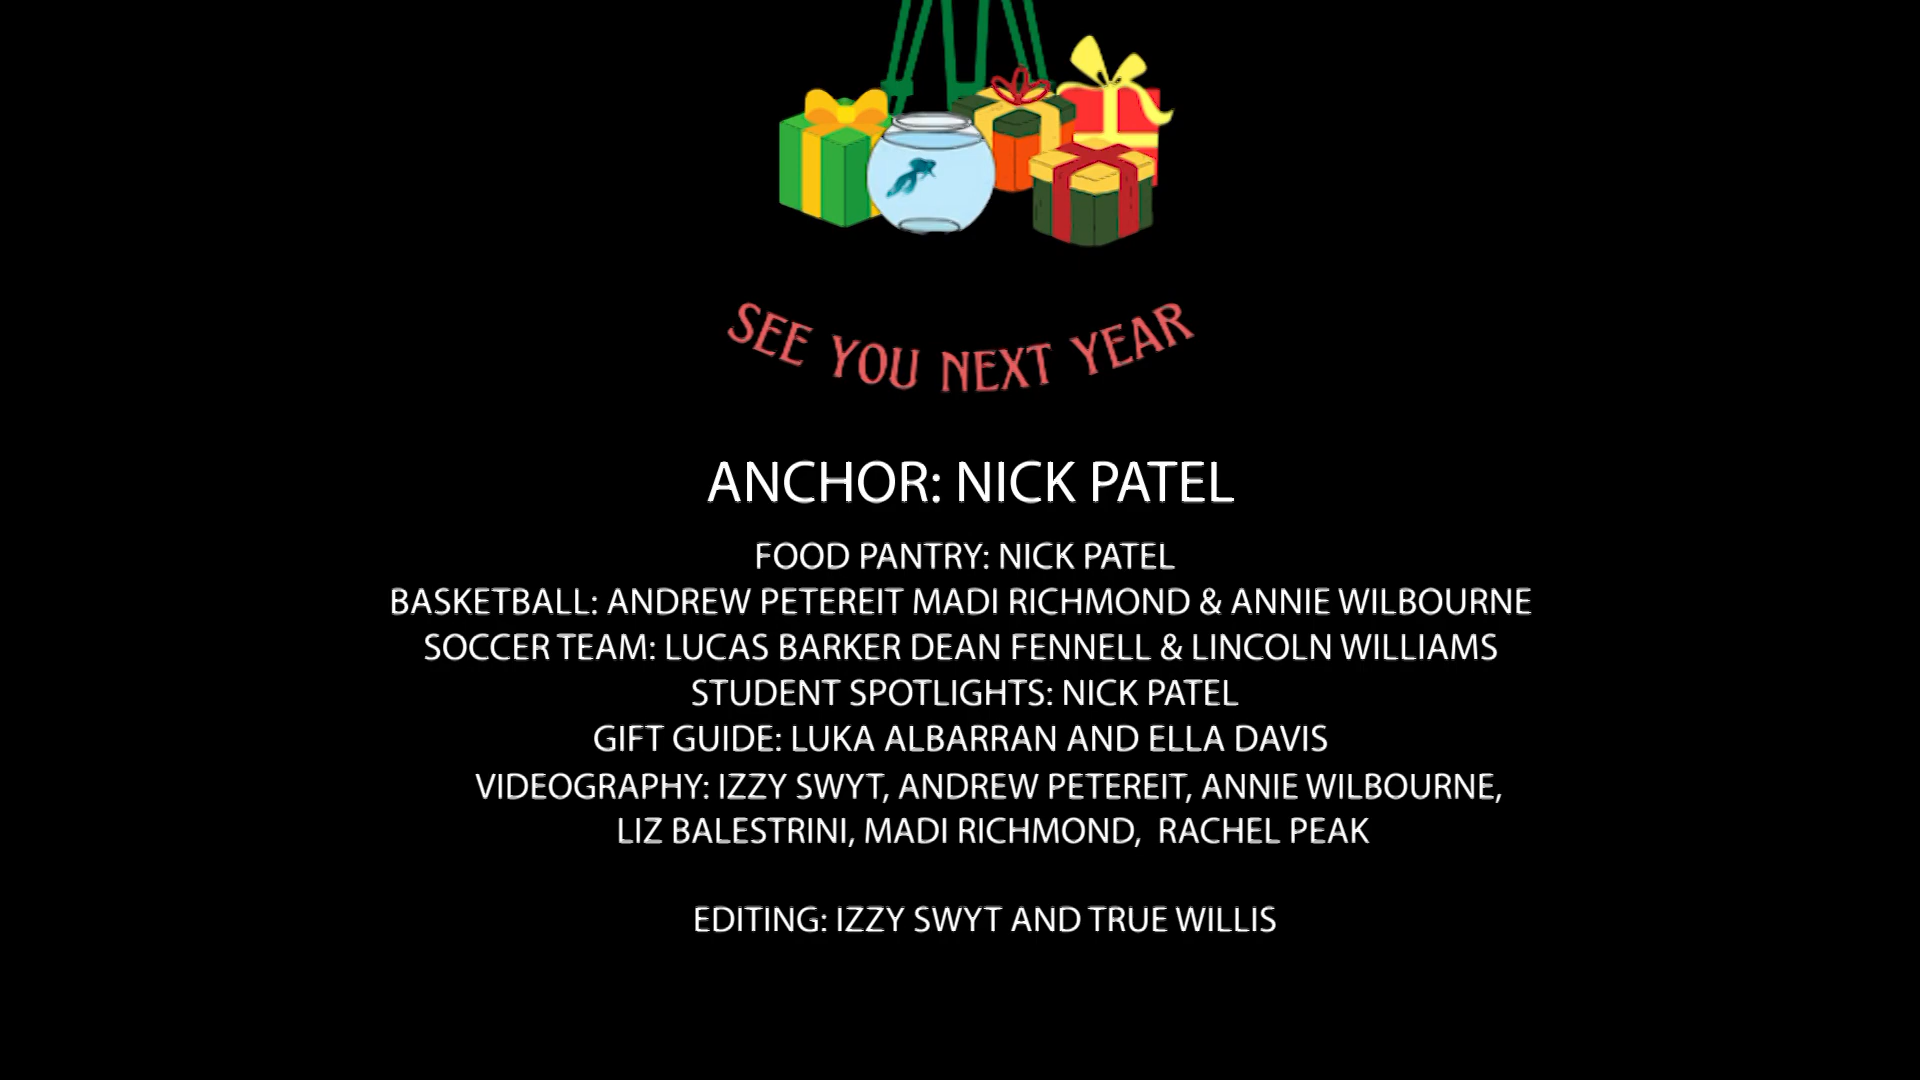 SEE YOU NEXT YEAR
ANCHOR: NICK PATEL
FOOD PANTRY: NICK PATEL
BASKETBALL: ANDREW PETEREIT MADI RICHMOND & ANNIE WILBOURNE
SOCCER TEAM: LUCAS BARKER DEAN FENNELL & LINCOLN WILLIAMS
STUDENT SPOTLIGHTS: NICK PATEL
GIFT GUIDE: LUKA ALBARRAN AND ELLA DAVIS
VIDEOGRAPHY: IZZY SWYT, ANDREW PETEREIT, ANNIE WILBOURNE,
LIZ BALESTRINI, MADI RICHMOND,  RACHEL PEAK
EDITING: IZZY SWYT AND TRUE WILLIS